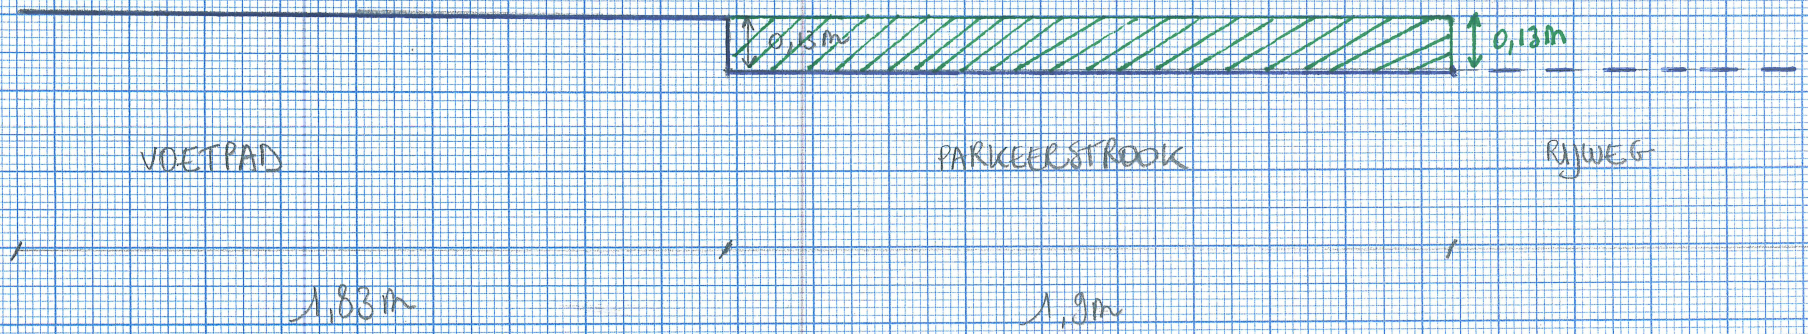 0,13m
0,13m
VOETPAD
PARKEERSTROOK
RIJWEG
1,83m
1,9m